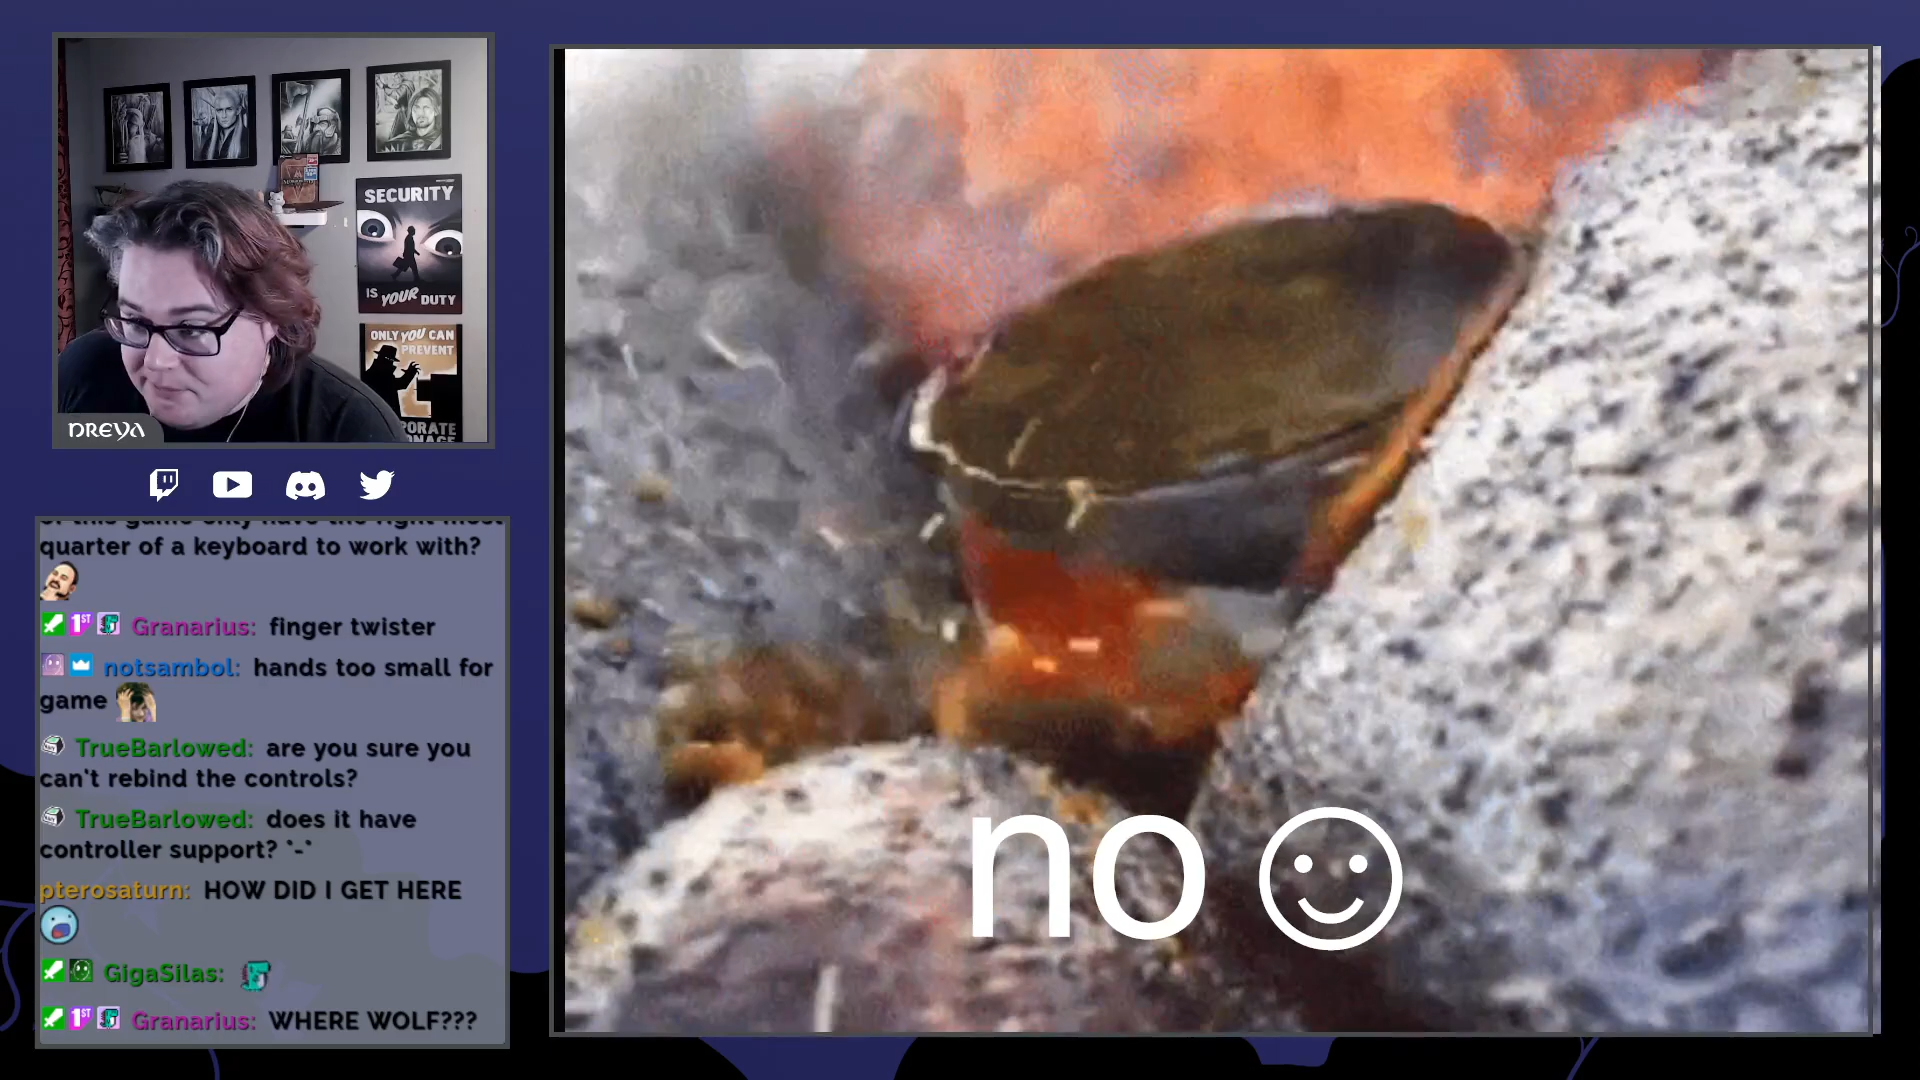 SECURITY
IS YOUR DUTY
ONLY YOU CAN
PREVENT
DREYA
quarter of a keyboard to work with?
1ST Granarius: finger twister
notsambol: hands too small for
game
TrueBarlowed: are you sure you
can't rebind the controls?
TrueBarlowed: does it have
controller support? `-`
pterosaturn: HOW DID I GET HERE
GigaSilas:
1ST Granarius: WHERE WOLF???
no ☺